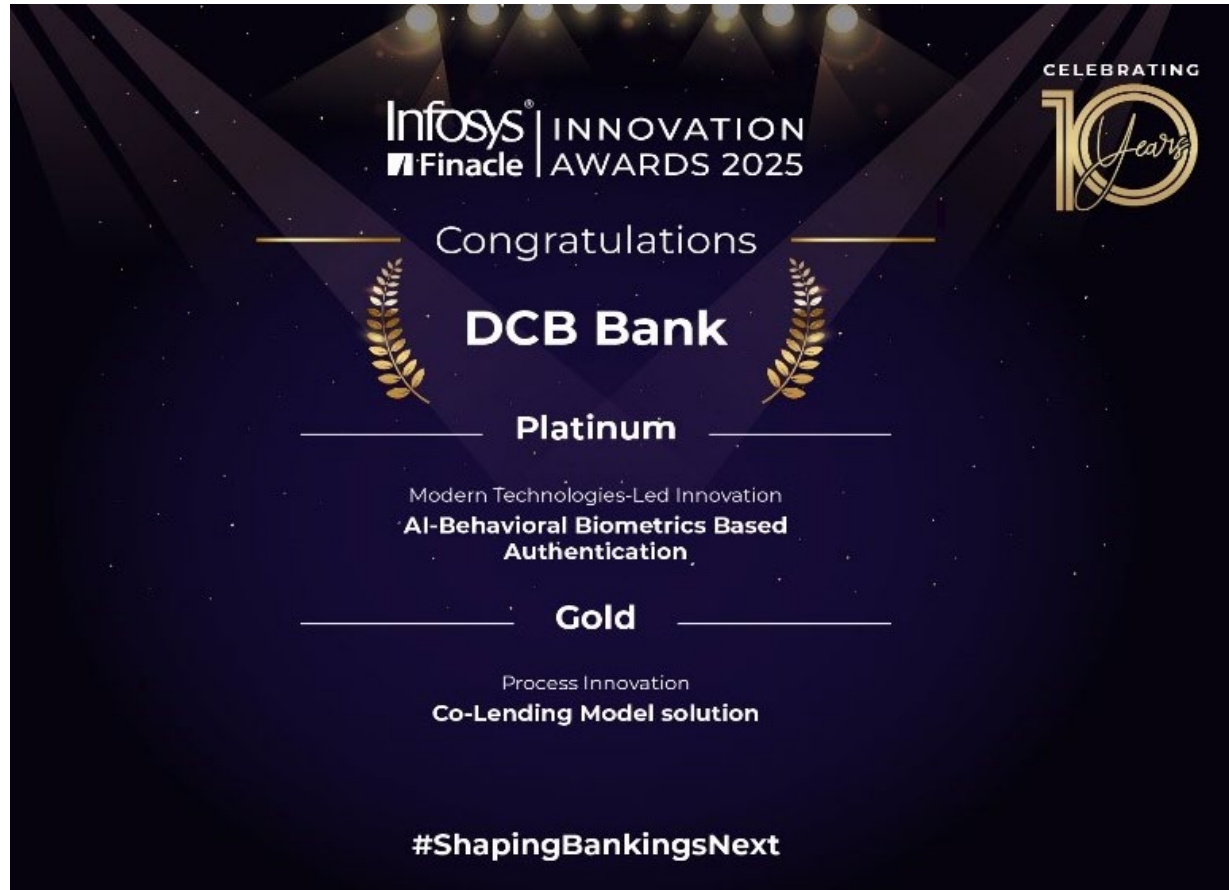 Infosys® | INNOVATION
Finacle | AWARDS 2025
CELEBRATING
10
Years
Congratulations
DCB Bank
Platinum
Modern Technologies-Led Innovation
AI-Behavioral Biometrics Based
Authentication
Gold
Process Innovation
Co-Lending Model solution
#ShapingBankingsNext